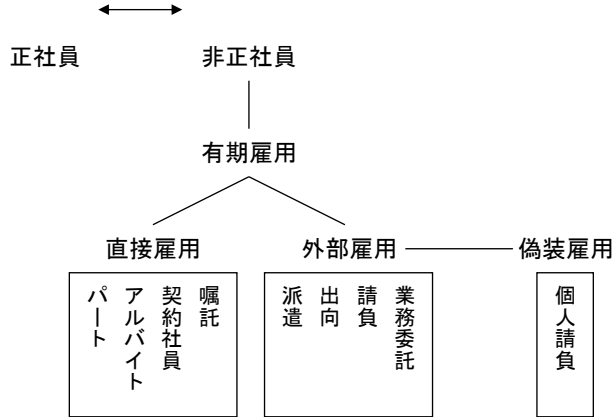 正社員
非正社員
有期雇用
直接雇用
外部雇用
偽装雇用
パート
アルバイト
契約社員
嘱託
派遣
出向
請負
業務委託
個人請負